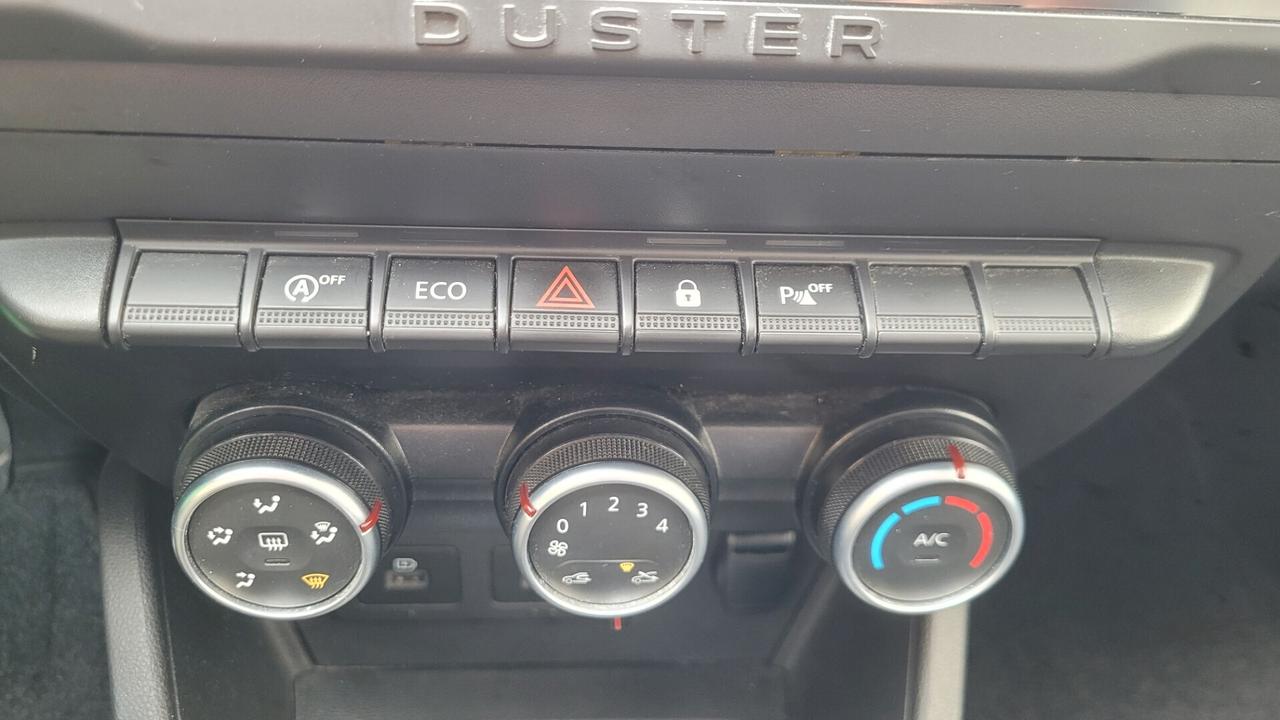 DUSTER
A OFF
ECO
P OFF
0 1 2 3 4
A/C